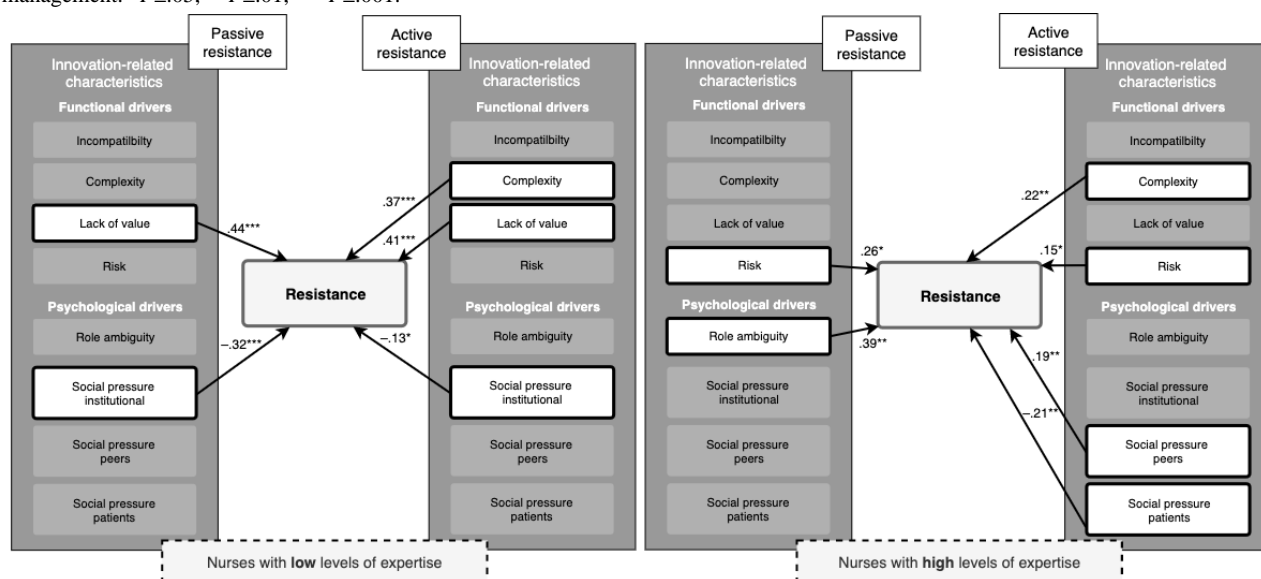 management. *P≤.05, **P≤.01, ***P≤.001.
Passive
resistance
Active
resistance
Innovation-related
characteristics
Functional drivers
Incompatibilty
Complexity
Lack of value
Risk
Psychological drivers
Role ambiguity
Social pressure
institutional
Social pressure
peers
Social pressure
patients
.44***
–.32***
Resistance
.37***
.41***
–.13*
Innovation-related
characteristics
Functional drivers
Incompatibilty
Complexity
Lack of value
Risk
Psychological drivers
Role ambiguity
Social pressure
institutional
Social pressure
peers
Social pressure
patients
Nurses with low levels of expertise
Passive
resistance
Active
resistance
Innovation-related
characteristics
Functional drivers
Incompatibilty
Complexity
Lack of value
Risk
Psychological drivers
Role ambiguity
Social pressure
institutional
Social pressure
peers
Social pressure
patients
.26*
.39**
Resistance
.22**
.15*
.19**
–.21**
Innovation-related
characteristics
Functional drivers
Incompatibilty
Complexity
Lack of value
Risk
Psychological drivers
Role ambiguity
Social pressure
institutional
Social pressure
peers
Social pressure
patients
Nurses with high levels of expertise